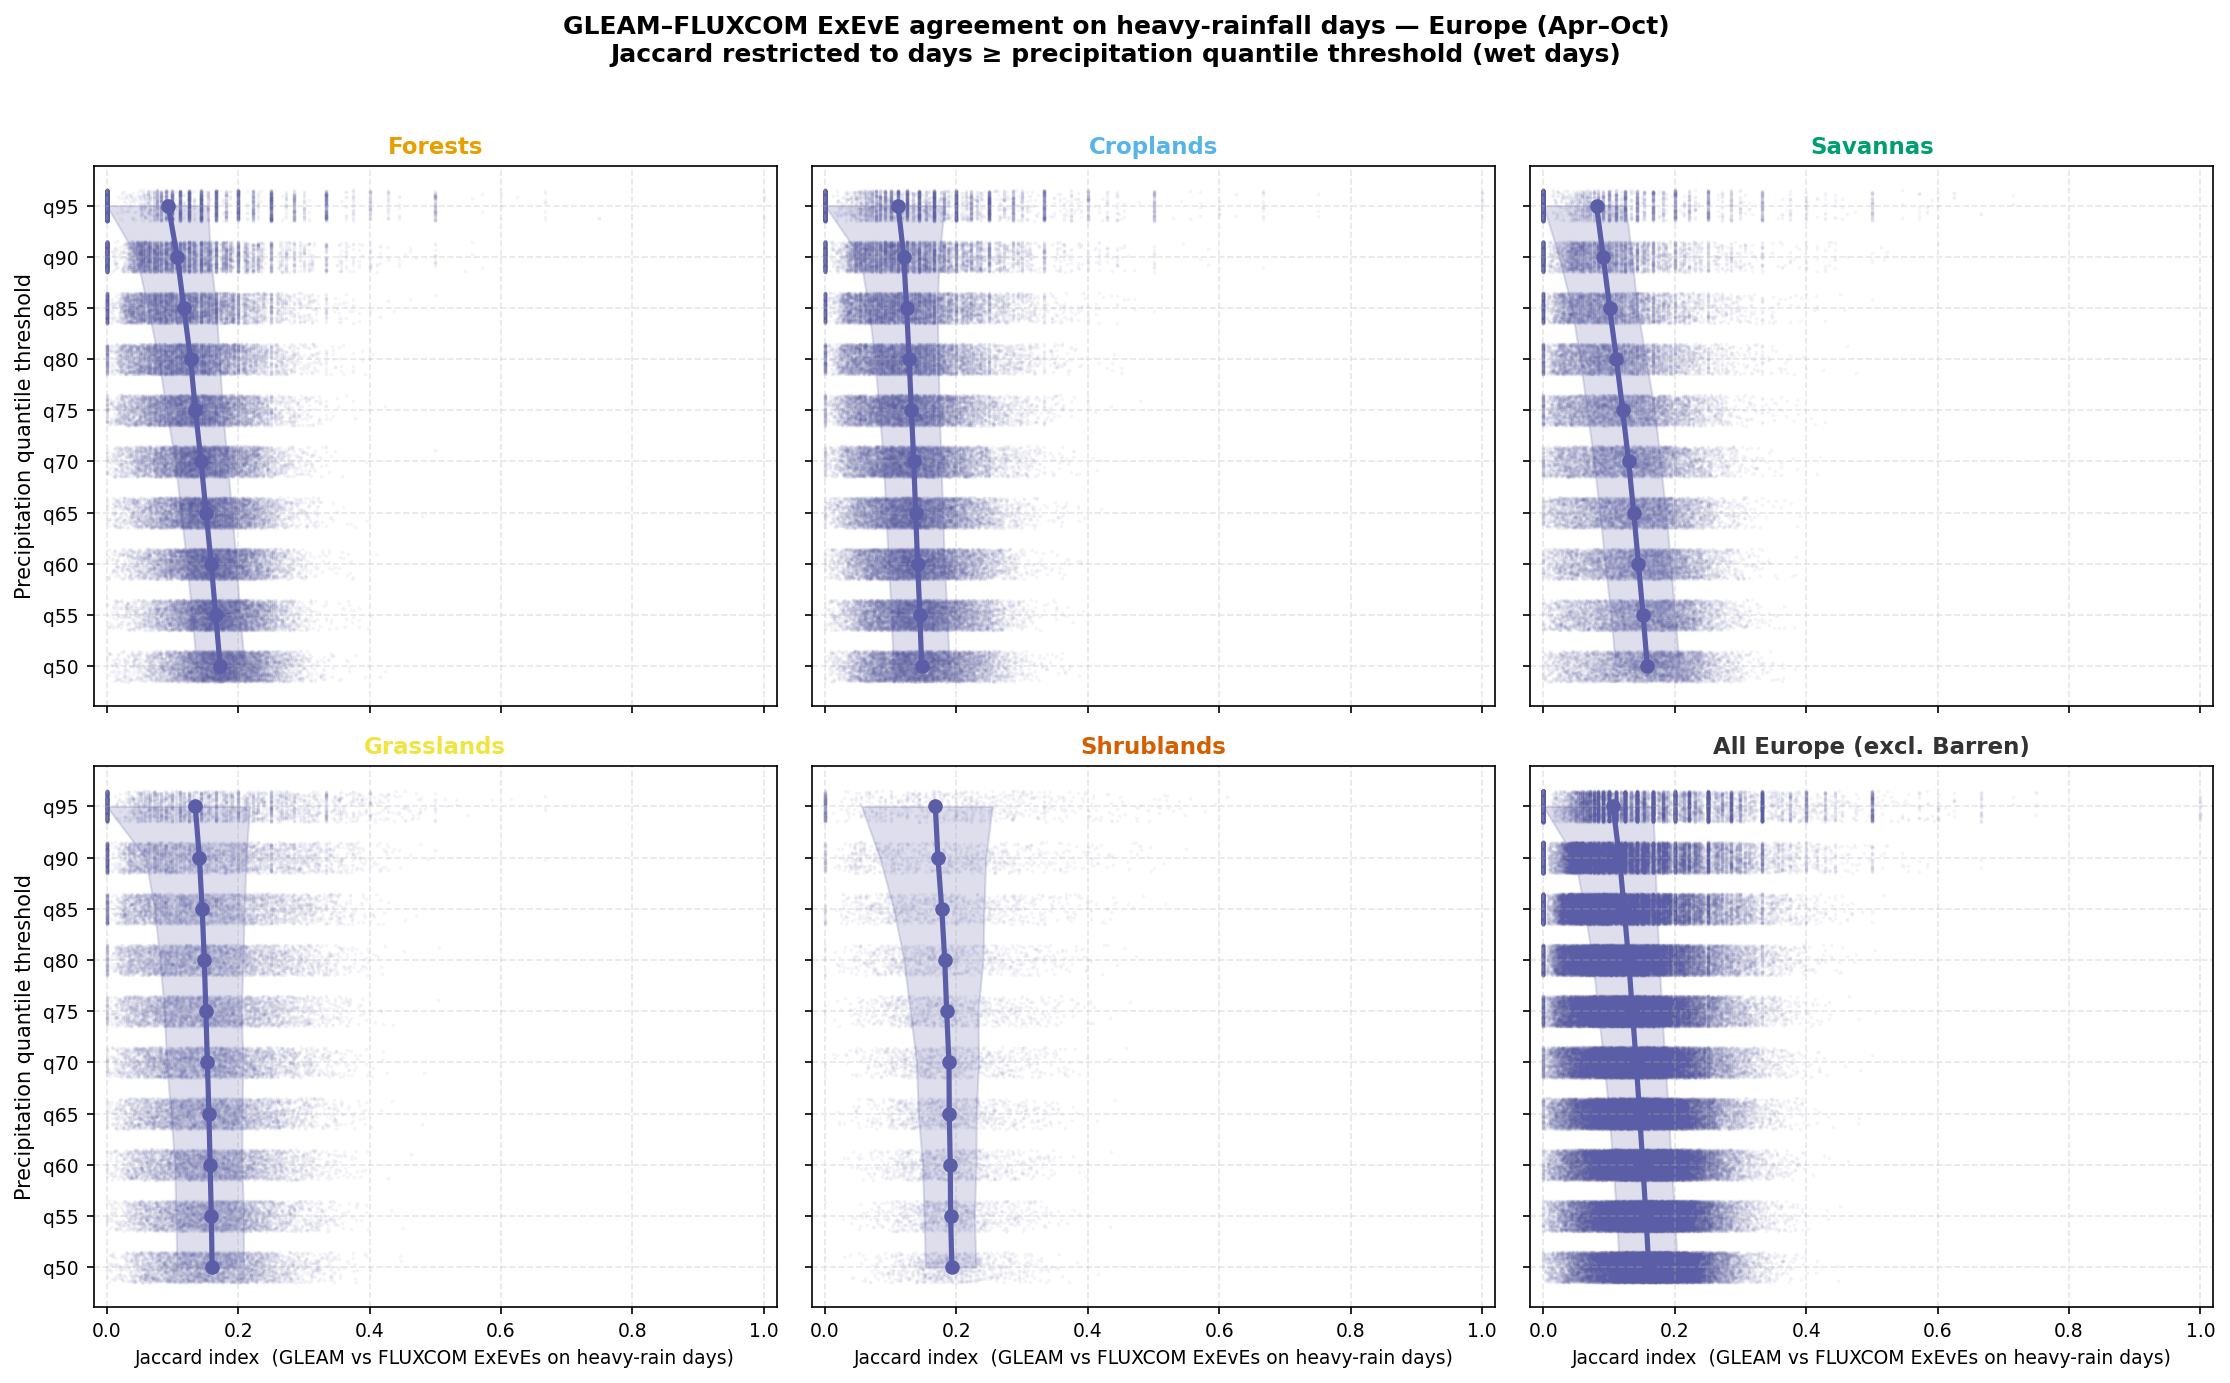 GLEAM–FLUXCOM ExEvE agreement on heavy-rainfall days — Europe (Apr–Oct)
Jaccard restricted to days ≥ precipitation quantile threshold (wet days)
Forests
Croplands
Savannas
Precipitation quantile threshold
q95
q90
q85
q80
q75
q70
q65
q60
q55
q50
Grasslands
Shrublands
All Europe (excl. Barren)
Precipitation quantile threshold
q95
q90
q85
q80
q75
q70
q65
q60
q55
q50
0.0 0.2 0.4 0.6 0.8 1.0
0.0 0.2 0.4 0.6 0.8 1.0
0.0 0.2 0.4 0.6 0.8 1.0
Jaccard index (GLEAM vs FLUXCOM ExEvEs on heavy-rain days)
Jaccard index (GLEAM vs FLUXCOM ExEvEs on heavy-rain days)
Jaccard index (GLEAM vs FLUXCOM ExEvEs on heavy-rain days)